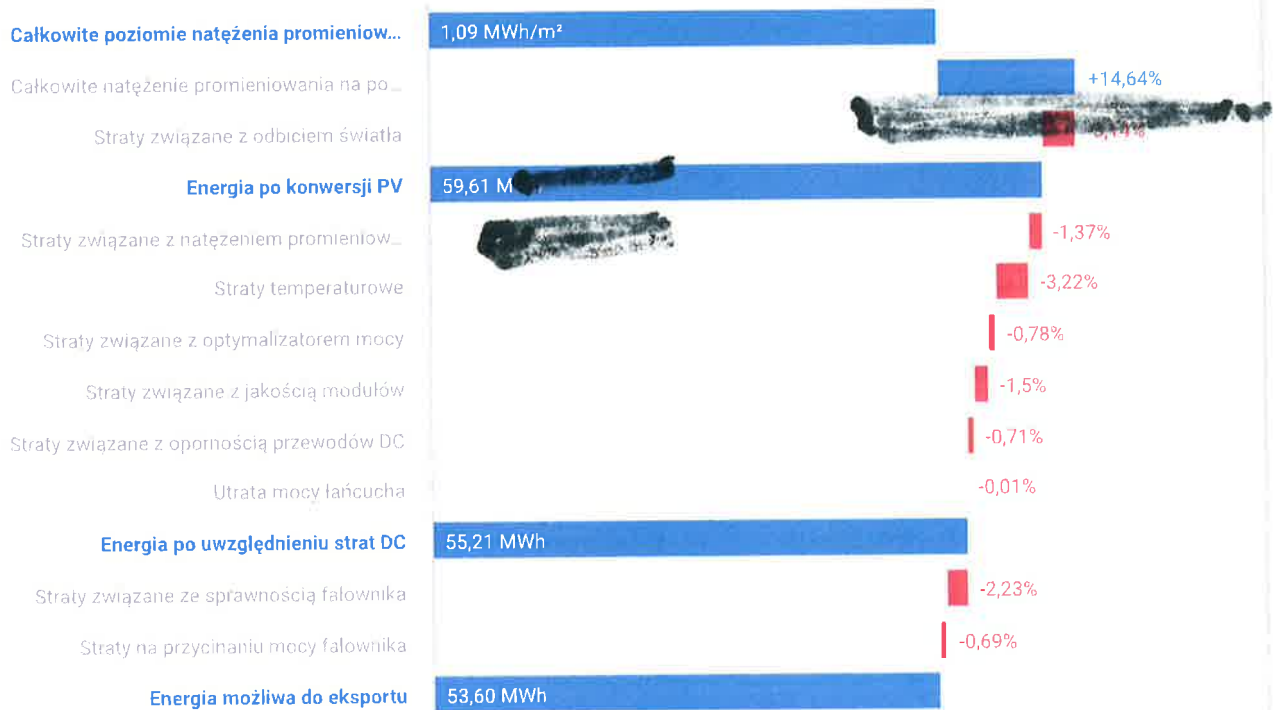 Całkowite poziomie natężenia promieniow... 1,09 MWh/m²
Całkowite natężenie promieniowania na po... +14,64%
Straty związane z odbiciem światła
Energia po konwersji PV 59,61 M
Straty związane z natężeniem promieniow... -1,37%
Straty temperaturowe -3,22%
Straty związane z optymalizatorem mocy -0,78%
Straty związane z jakością modułów -1,5%
Straty związane z opornością przewodów DC -0,71%
Utrata mocy łańcucha -0,01%
Energia po uwzględnieniu strat DC 55,21 MWh
Straty związane ze sprawnością falownika -2,23%
Straty na przycinaniu mocy falownika -0,69%
Energia możliwa do eksportu 53,60 MWh